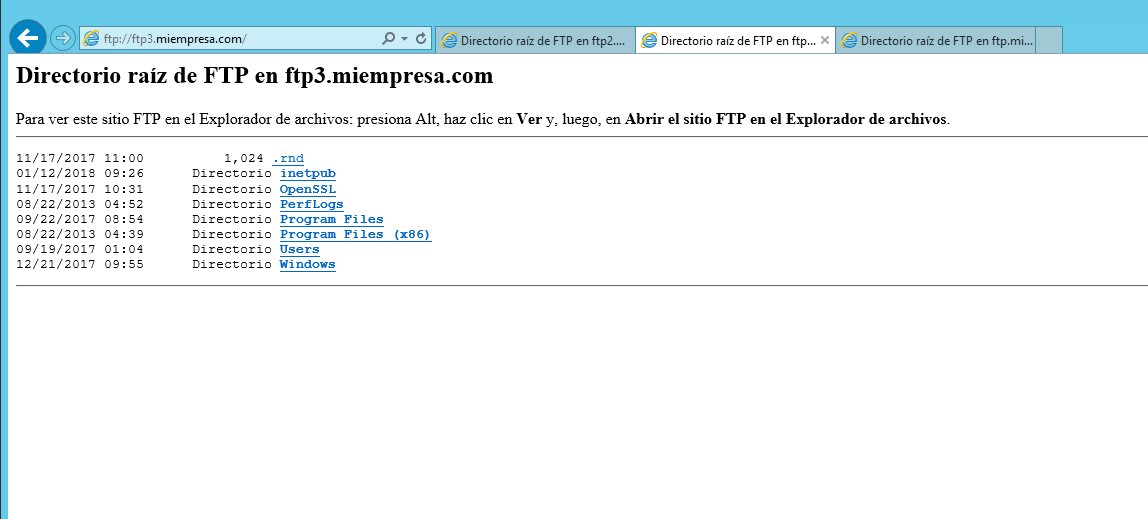 ftp://ftp3.miempresa.com/
Directorio raíz de FTP en ftp2....
Directorio raíz de FTP en ftp...
Directorio raíz de FTP en ftp.mi...
Directorio raíz de FTP en ftp3.miempresa.com
Para ver este sitio FTP en el Explorador de archivos: presiona Alt, haz clic en Ver y, luego, en Abrir el sitio FTP en el Explorador de archivos.
11/17/2017 11:00 1,024 .rnd
01/12/2018 09:26 Directorio inetpub
11/17/2017 10:31 Directorio OpenSSL
08/22/2013 04:52 Directorio PerfLogs
09/22/2017 08:54 Directorio Program Files
08/22/2013 04:39 Directorio Program Files (x86)
09/19/2017 01:04 Directorio Users
12/21/2017 09:55 Directorio Windows